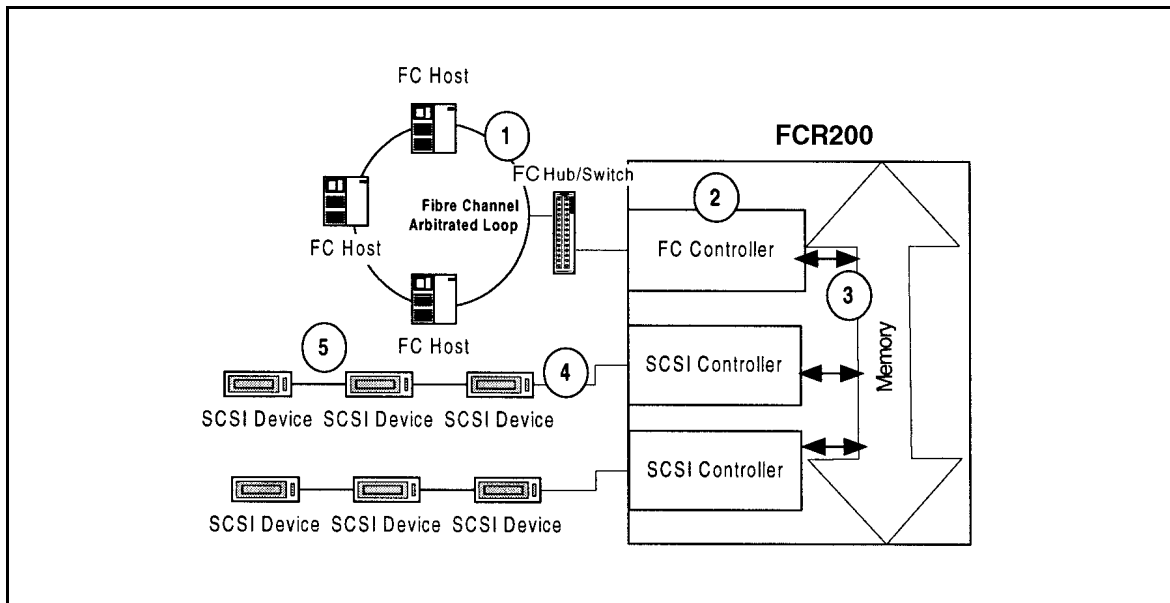 FC Host
1
FCR200
FC Hub/Switch
2
Fibre Channel
Arbitrated Loop
FC Host
FC Controller
3
FC Host
5
4
SCSI Controller
Memory
SCSI Device SCSI Device SCSI Device
SCSI Controller
SCSI Device SCSI Device SCSI Device